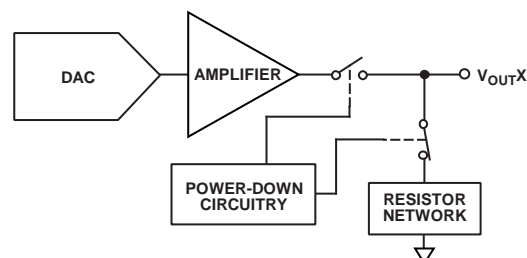 DAC
AMPLIFIER
VOUTX
POWER-DOWN
CIRCUITRY
RESISTOR
NETWORK